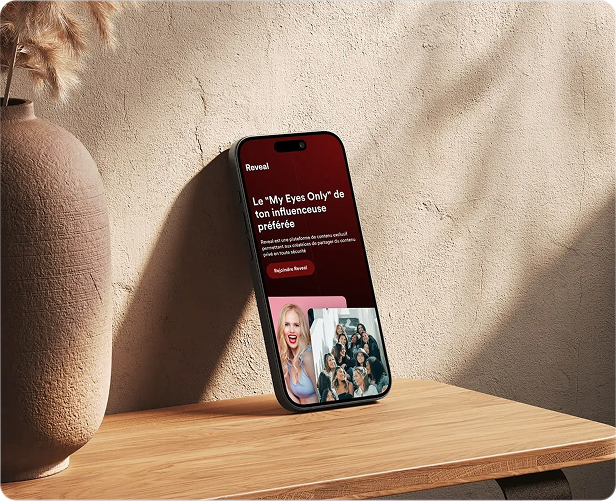 Reveal
Le "My Eyes Only" de
ton influenceuse
préférée
Reveal est une plateforme de contenu exclusif
permettant aux créatrices de partager du contenu
privé en toute sécurité
Rejoindre Reveal